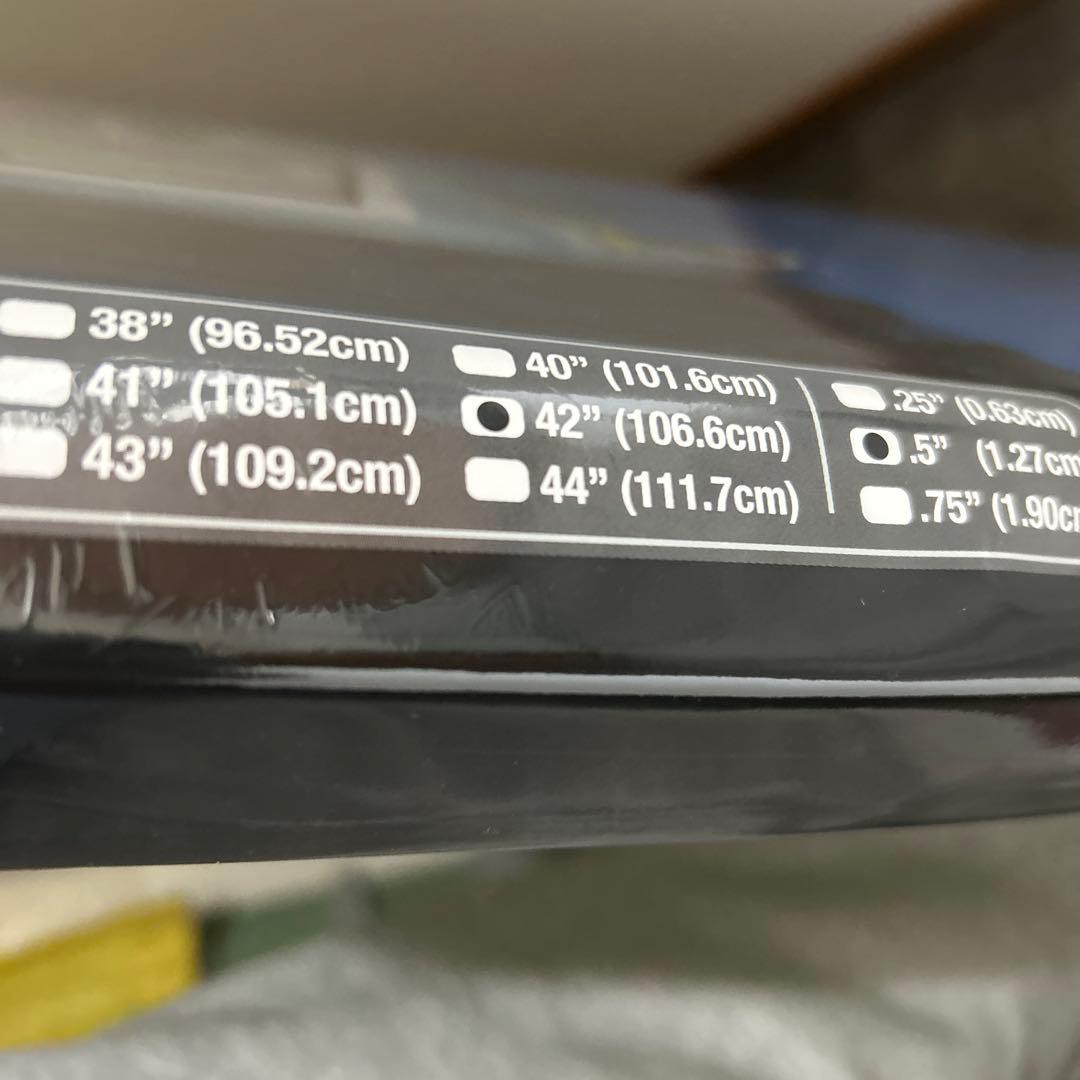 38” (96.52cm) 40” (101.6cm) .25” (0.63cm)
41” (105.1cm) 42” (106.6cm) .5” (1.27cm
43” (109.2cm) 44” (111.7cm) .75” (1.90cm